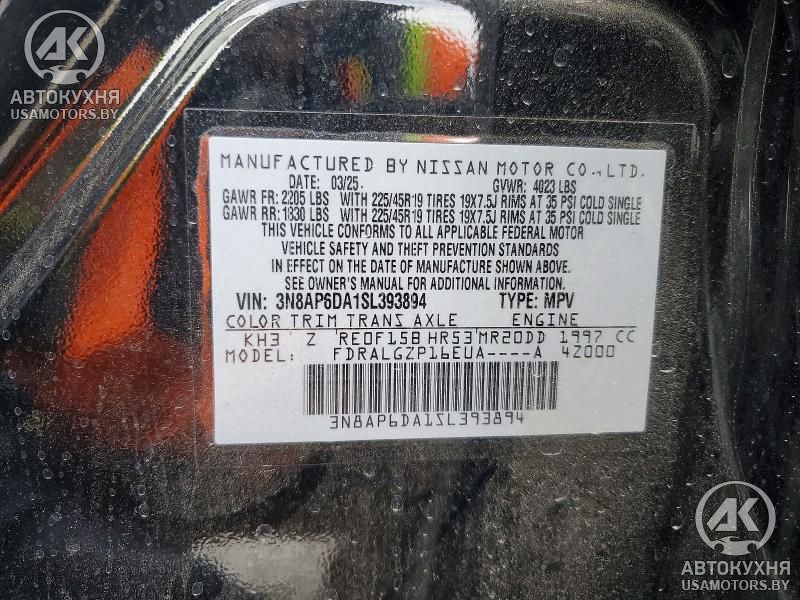 AK
АВТОКУХНЯ
USAMOTORS.BY
MANUFACTURED BY NISSAN MOTOR CO.,LTD.
DATE: 03/25 GVWR: 4023 LBS
GAWR FR: 2205 LBS WITH 225/45R19 TIRES 19X7.5J RIMS AT 35 PSI COLD SINGLE
GAWR RR: 1830 LBS WITH 225/45R19 TIRES 19X7.5J RIMS AT 35 PSI COLD SINGLE
THIS VEHICLE CONFORMS TO ALL APPLICABLE FEDERAL MOTOR
VEHICLE SAFETY AND THEFT PREVENTION STANDARDS
IN EFFECT ON THE DATE OF MANUFACTURE SHOWN ABOVE.
SEE OWNER'S MANUAL FOR ADDITIONAL INFORMATION.
VIN: 3N8AP6DA1SL393894 TYPE: MPV
COLOR TRIM TRANS AXLE ENGINE
KH3 Z RE0F15B HR53 MR20DD 1997 CC
MODEL: FDRALGZP16EUA----A 4Z000
3N8AP6DA1SL393894
AK
АВТОКУХНЯ
USAMOTORS.BY